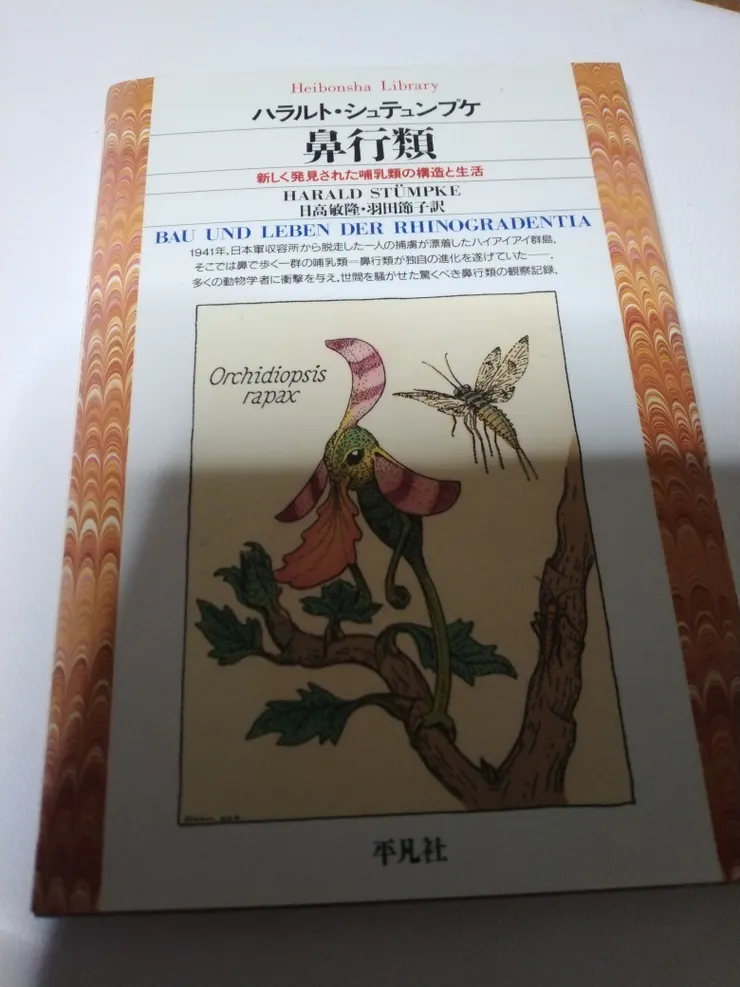 Heibonsha Library
ハラルト・シュテュンプケ
鼻行類
新しく発見された哺乳類の構造と生活
HARALD STÜMPKE
日高敏隆・羽田節子訳
BAU UND LEBEN DER RHINOGRADENTIA
1941年，日本軍収容所から脱走した一人の捕虜が漂着したハイアイアイ群島。
そこでは鼻で歩く一群の哺乳類＝鼻行類が独自の進化を遂げていた——。
多くの動物学者に衝撃を与え，世間を騒がせた驚くべき鼻行類の観察記録。
Orchidiopsis
rapax
平凡社